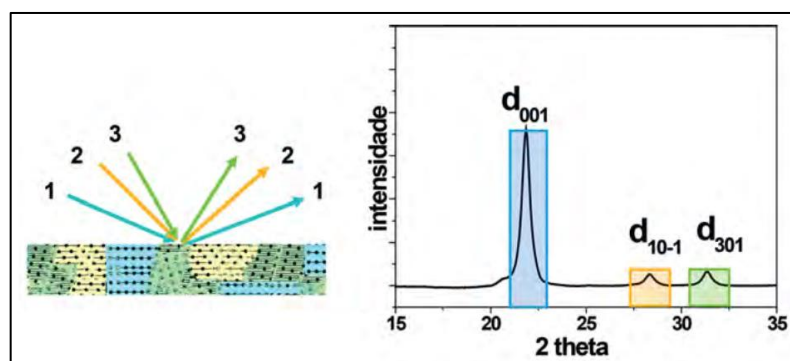 3 3
2 2
1 1
intensidade
d001
d10-1
d301
15 20 25 30 35
2 theta